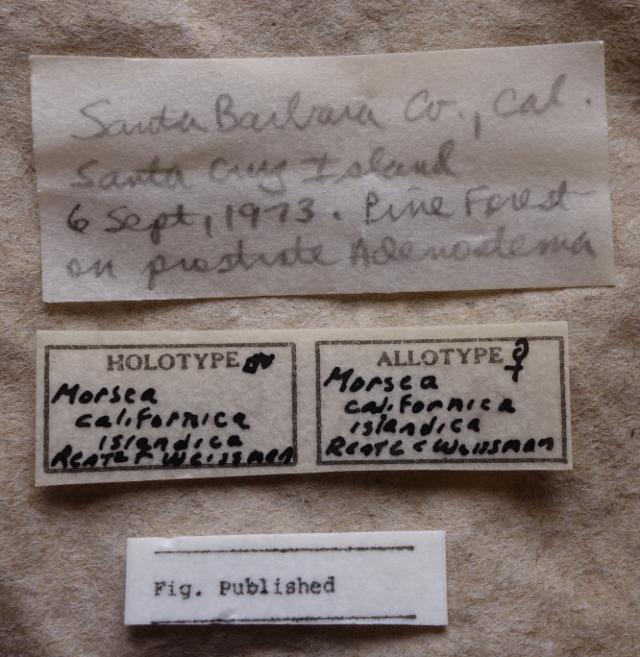 Santa Barbara Co., Cal.
Santa Cruz Island
6 Sept, 1973. Pine Forest
on prostrate Adenostema
HOLOTYPE ♂
Morsea
californica
islandica
Rentz & Weissman
ALLOTYPE ♀
Morsea
californica
islandica
Rentz & Weissman
Fig. Published